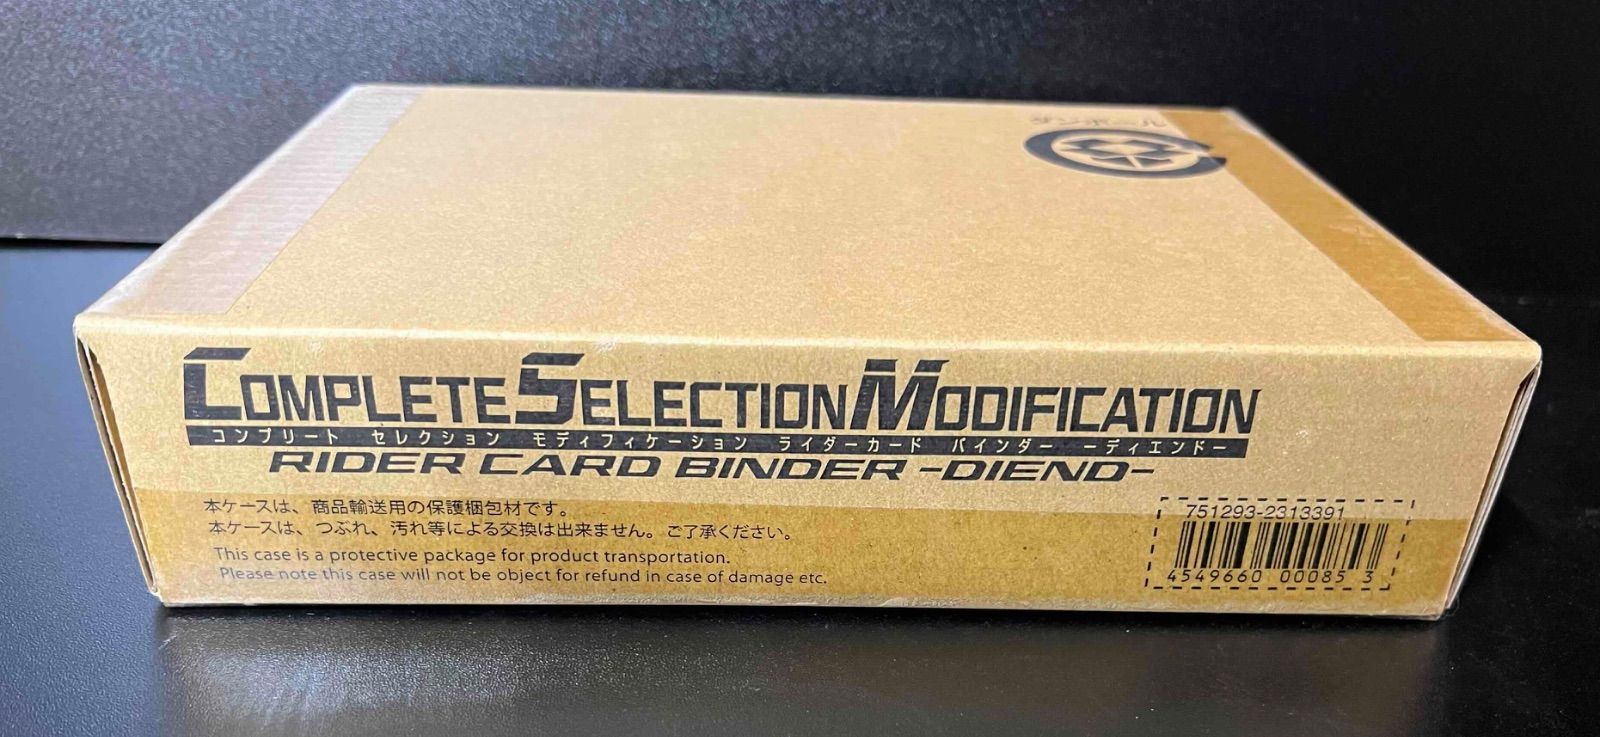 ダンボール
COMPLETE SELECTION MODIFICATION
コンプリート セレクション モディフィケーション ライダーカード バインダー ーディエンドー
RIDER CARD BINDER -DIEND-
本ケースは、商品輸送用の保護梱包材です。
本ケースは、つぶれ、汚れ等による交換は出来ません。ご了承ください。
This case is a protective package for product transportation.
Please note this case will not be object for refund in case of damage etc.
751293-2313391
4549660 00085 3